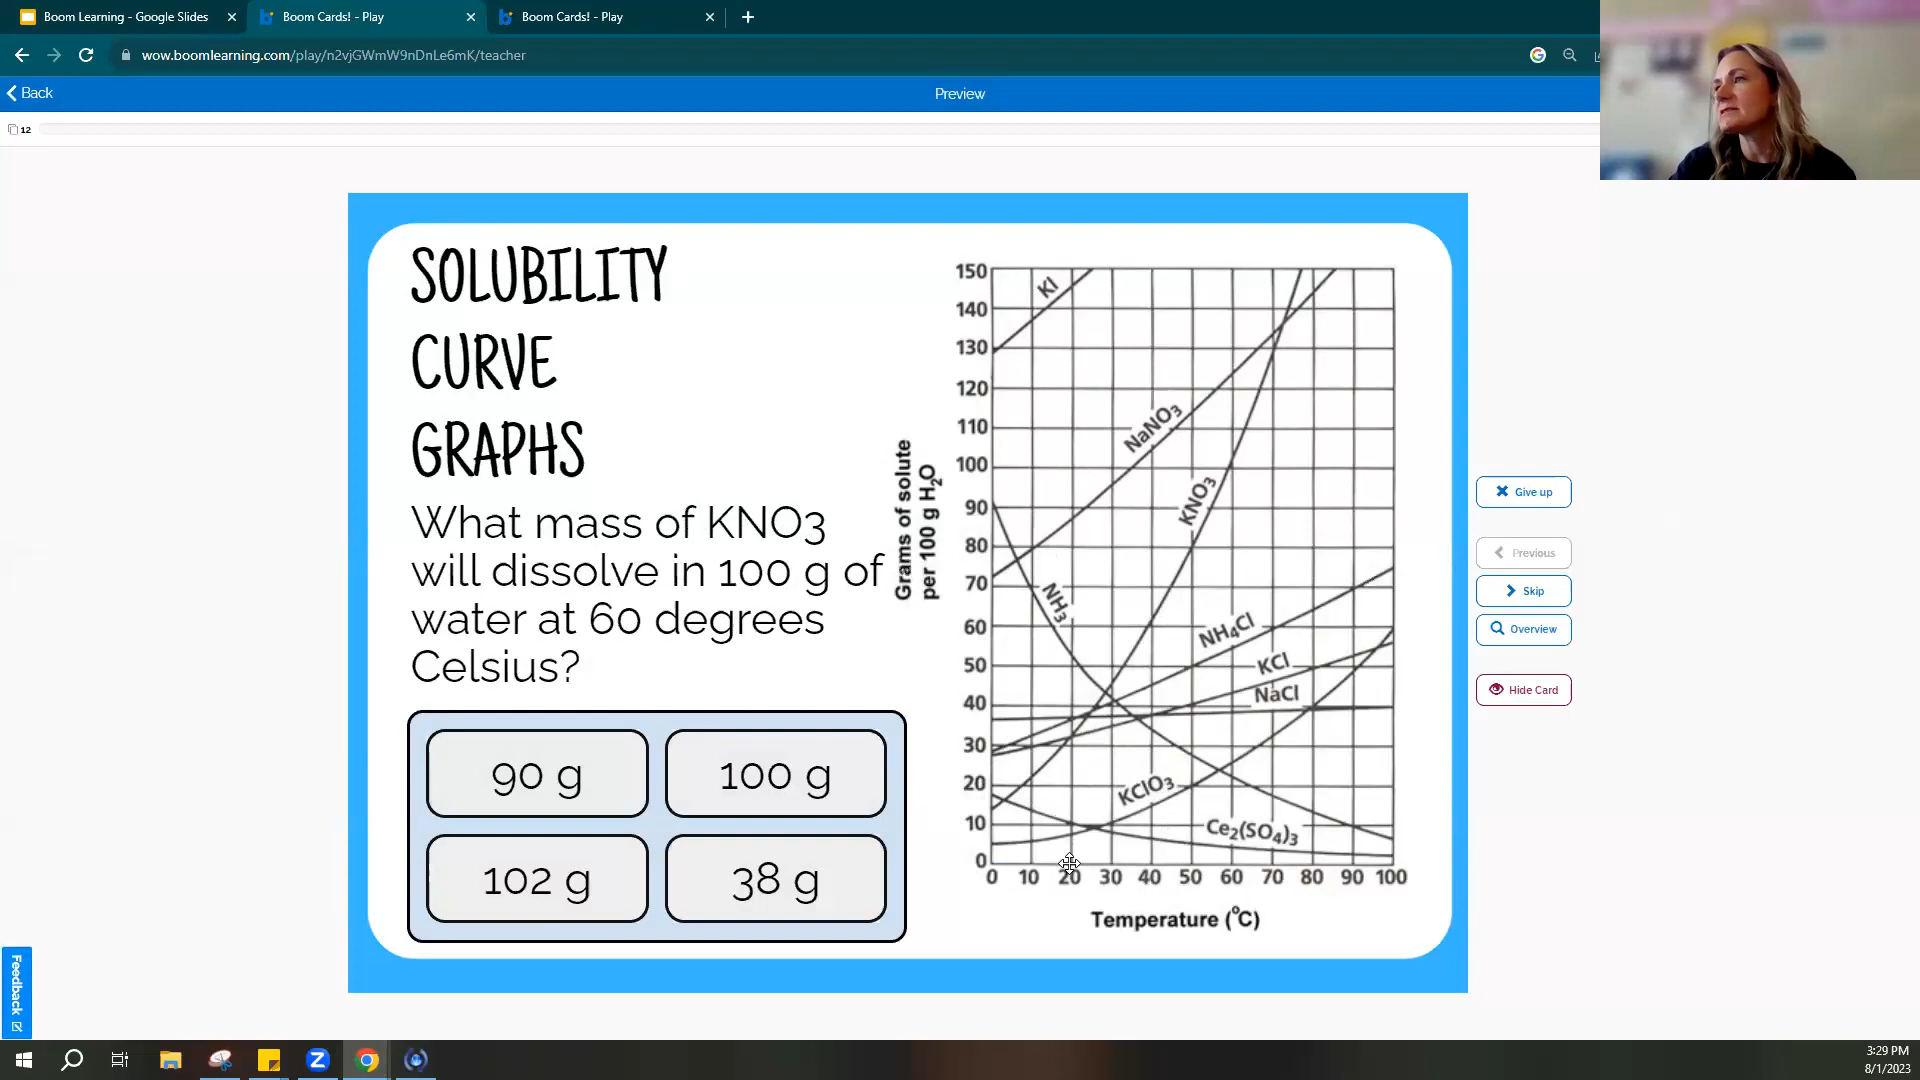 Boom Learning - Google Slides
Boom Cards! - Play
Boom Cards! - Play
wow.boomlearning.com/play/n2vjGWmW9nDnLe6mK/teacher
Back
Preview
12
SOLUBILITY
CURVE
GRAPHS
What mass of KNO3
will dissolve in 100 g of
water at 60 degrees
Celsius?
90 g
100 g
102 g
38 g
Grams of solute
per 100 g H₂O
150
140
130
120
110
100
90
80
70
60
50
40
30
20
10
0
KI
NaNO₃
KNO₃
NH₃
NH₄Cl
KCl
NaCl
KClO₃
Ce₂(SO₄)₃
0 10 20 30 40 50 60 70 80 90 100
Temperature (°C)
Give up
Previous
Skip
Overview
Hide Card
Feedback
3:29 PM
8/1/2023